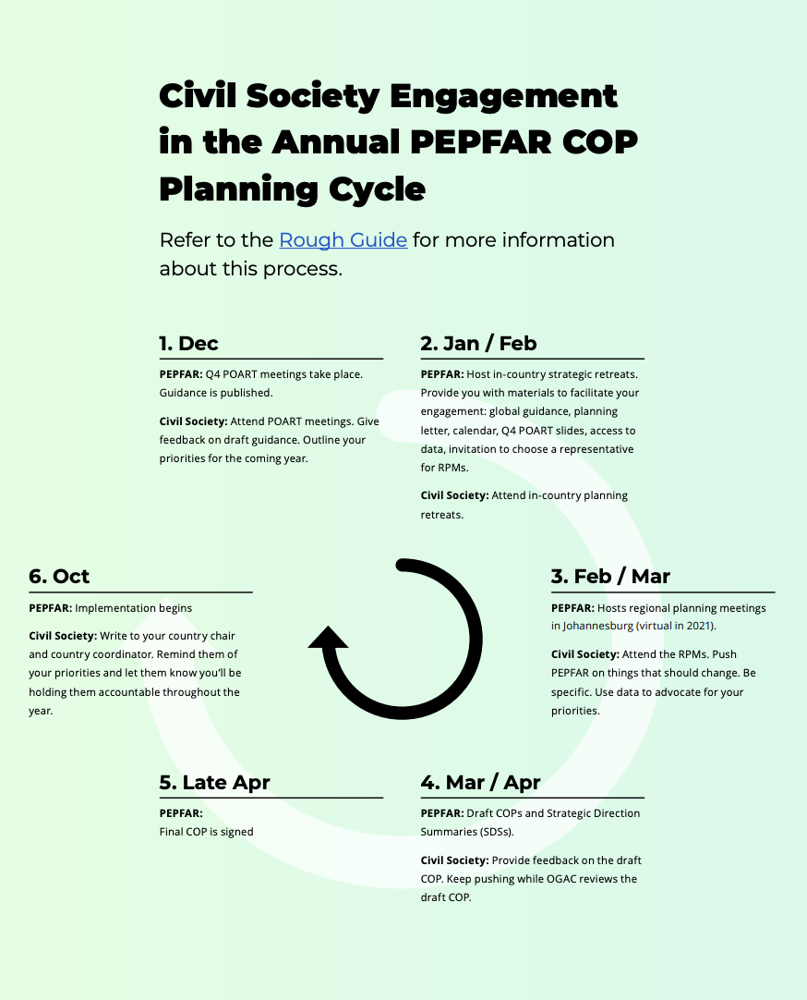 Civil Society Engagement
in the Annual PEPFAR COP
Planning Cycle
Refer to the Rough Guide for more information
about this process.
1. Dec
PEPFAR: Q4 POART meetings take place.
Guidance is published.
Civil Society: Attend POART meetings. Give
feedback on draft guidance. Outline your
priorities for the coming year.
2. Jan / Feb
PEPFAR: Host in-country strategic retreats.
Provide you with materials to facilitate your
engagement: global guidance, planning
letter, calendar, Q4 POART slides, access to
data, invitation to choose a representative
for RPMs.
Civil Society: Attend in-country planning
retreats.
3. Feb / Mar
PEPFAR: Hosts regional planning meetings
in Johannesburg (virtual in 2021).
Civil Society: Attend the RPMs. Push
PEPFAR on things that should change. Be
specific. Use data to advocate for your
priorities.
4. Mar / Apr
PEPFAR: Draft COPs and Strategic Direction
Summaries (SDSs).
Civil Society: Provide feedback on the draft
COP. Keep pushing while OGAC reviews the
draft COP.
5. Late Apr
PEPFAR:
Final COP is signed
6. Oct
PEPFAR: Implementation begins
Civil Society: Write to your country chair
and country coordinator. Remind them of
your priorities and let them know you’ll be
holding them accountable throughout the
year.